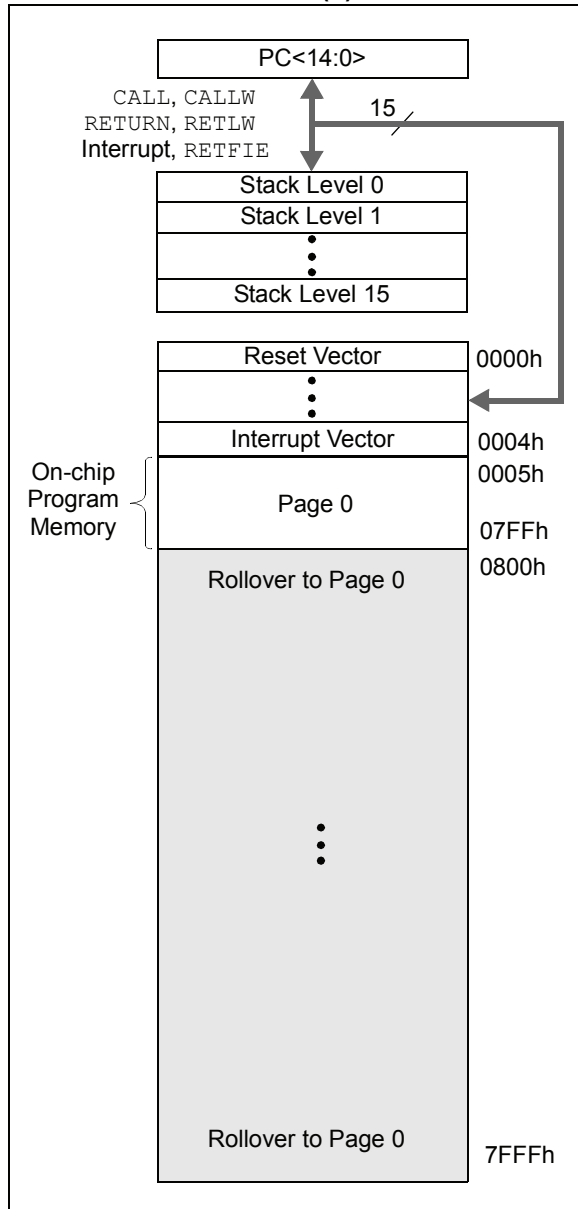 PC<14:0>
CALL, CALLW
15
RETURN, RETLW
Interrupt, RETFIE
Stack Level 0
Stack Level 1
Stack Level 15
Reset Vector
0000h
Interrupt Vector
0004h
On-chip
Program
Memory
0005h
Page 0
07FFh
0800h
Rollover to Page 0
Rollover to Page 0
7FFFh